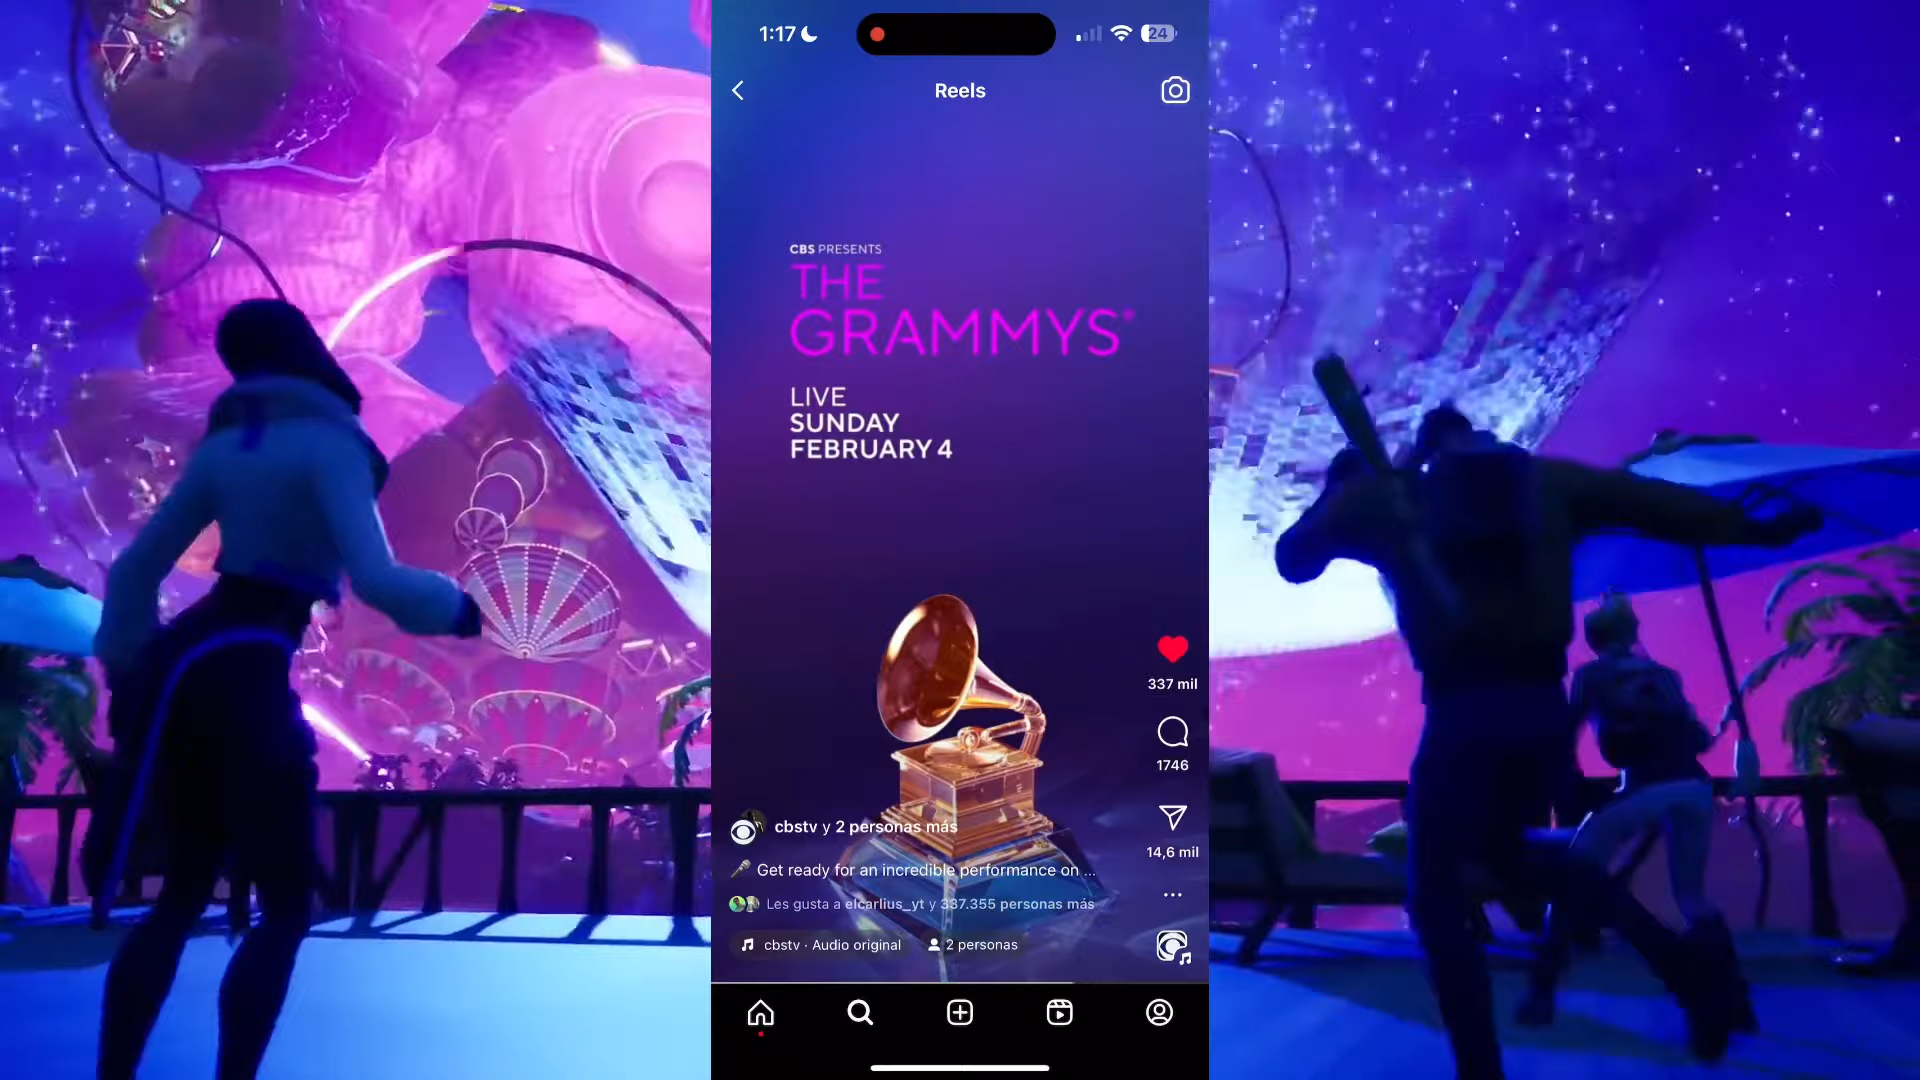 1:17
24
Reels
CBS PRESENTS
THE
GRAMMYS®
LIVE
SUNDAY
FEBRUARY 4
337 mil
1746
14,6 mil
cbstv y 2 personas más
Get ready for an incredible performance on ...
Les gusta a elcarlius_yt y 337.355 personas más
cbstv · Audio original
2 personas